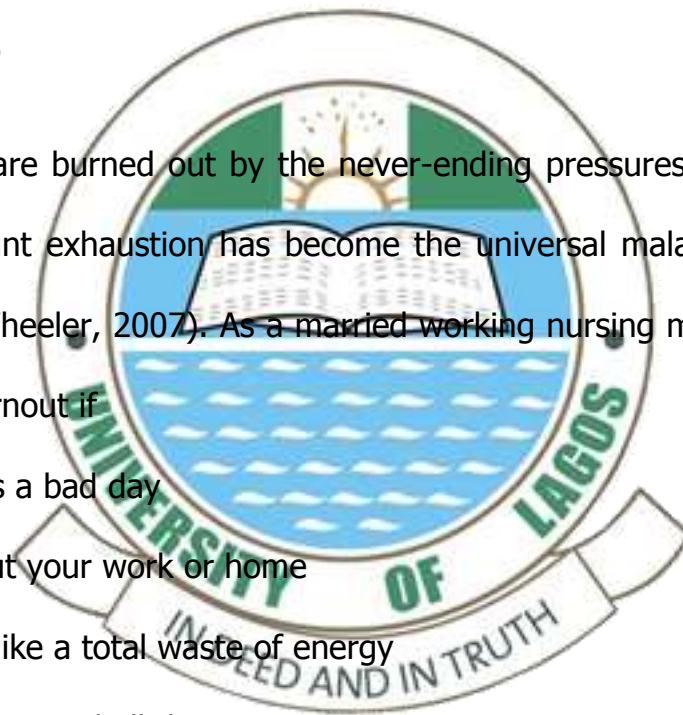 are burned out by the never-ending pressures
nt exhaustion has become the universal mala
heeler, 2007). As a married working nursing m
rnout if
s a bad day
ut your work or home
like a total waste of energy
UNIVERSITY OF LAGOS
IN DEED AND IN TRUTH